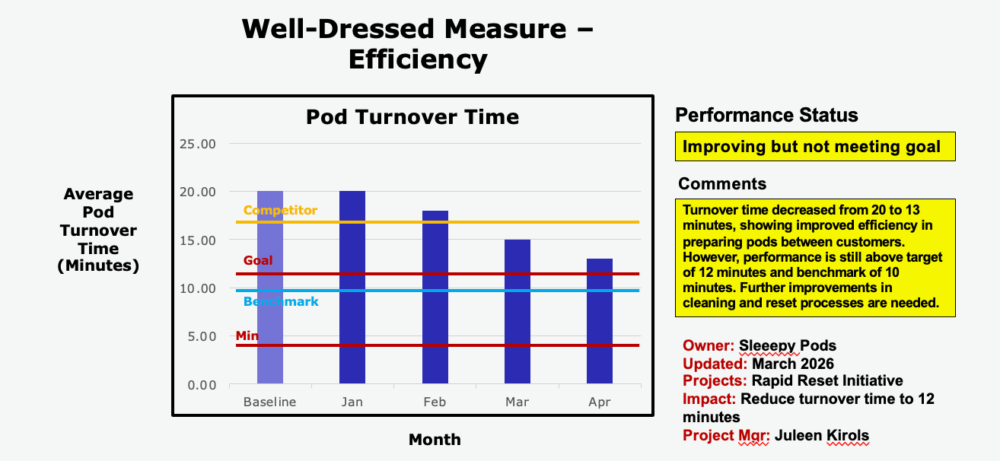 Well-Dressed Measure –
Efficiency
Average
Pod
Turnover
Time
(Minutes)
Pod Turnover Time
25.00
20.00
15.00
10.00
5.00
0.00
Competitor
Goal
Benchmark
Min
Baseline
Jan
Feb
Mar
Apr
Month
Performance Status
Improving but not meeting goal
Comments
Turnover time decreased from 20 to 13
minutes, showing improved efficiency in
preparing pods between customers.
However, performance is still above target
of 12 minutes and benchmark of 10
minutes. Further improvements in
cleaning and reset processes are needed.
Owner: Sleeepy Pods
Updated: March 2026
Projects: Rapid Reset Initiative
Impact: Reduce turnover time to 12
minutes
Project Mgr: Juleen Kirols